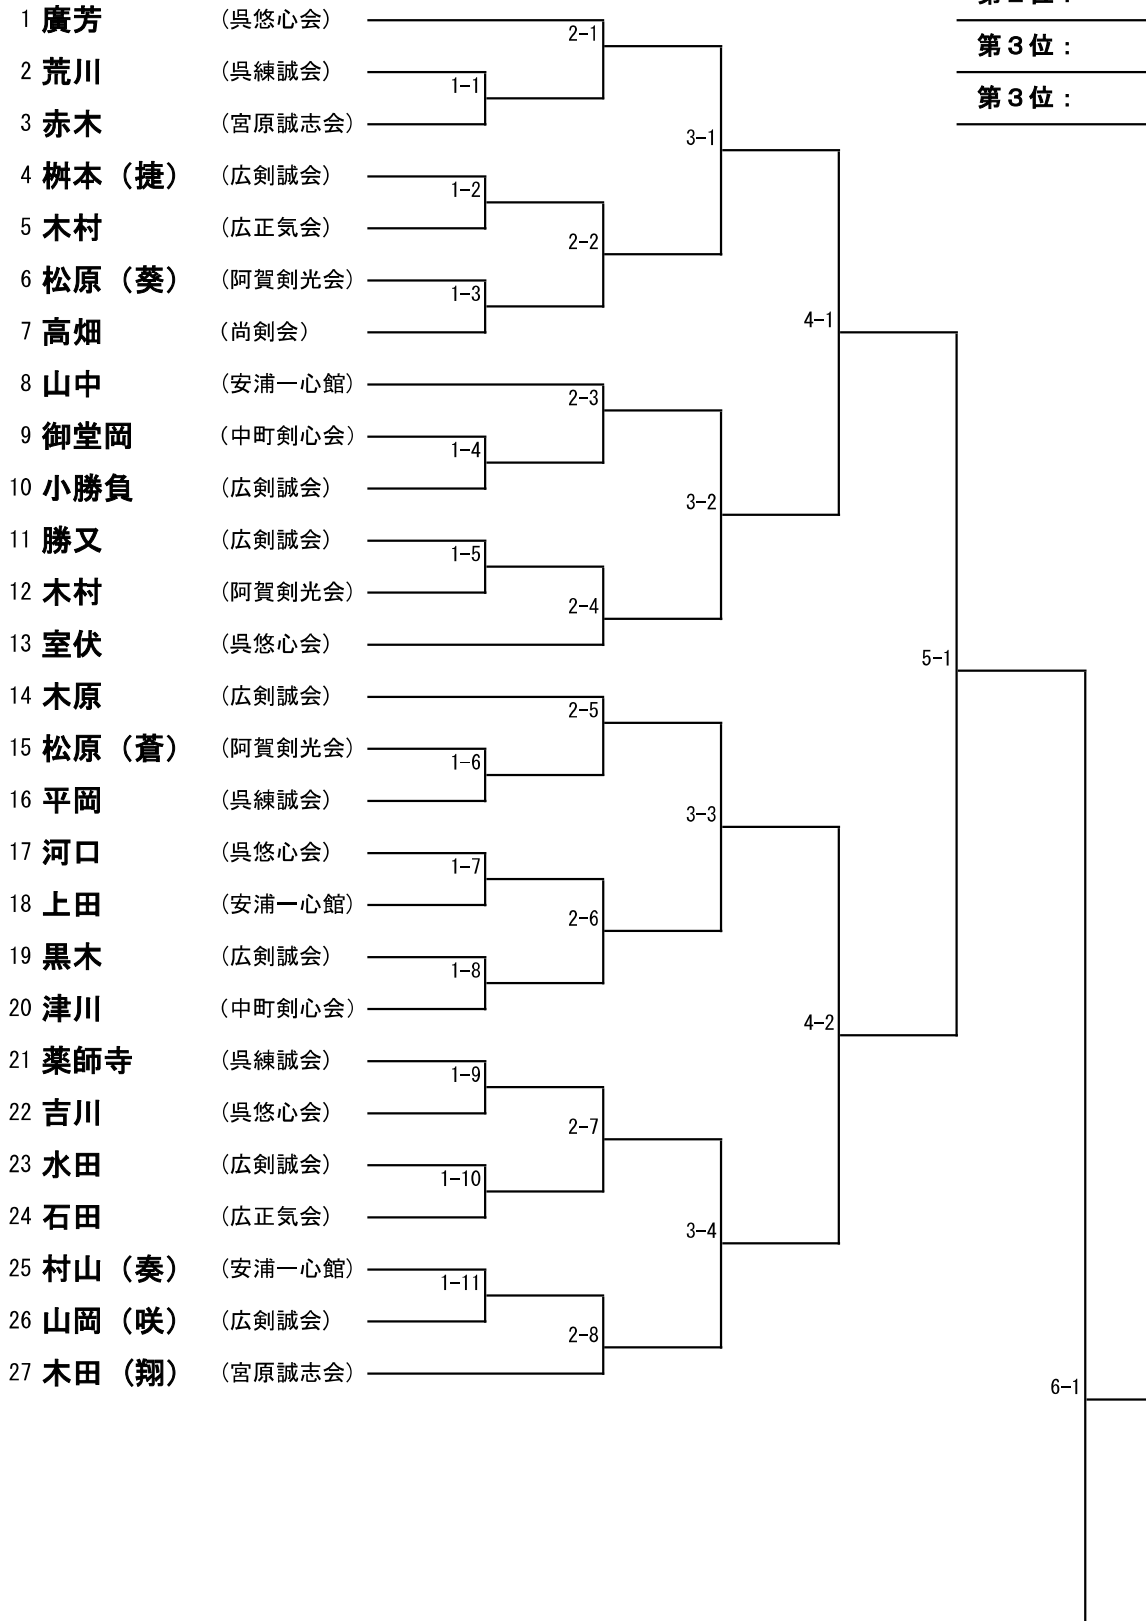 1 廣芳 (呉悠心会)
2 荒川 (呉練誠会)
3 赤木 (宮原誠志会)
4 桝本（捷） (広剣誠会)
5 木村 (広正気会)
6 松原（葵） (阿賀剣光会)
7 高畑 (尚剣会)
8 山中 (安浦一心館)
9 御堂岡 (中町剣心会)
10 小勝負 (広剣誠会)
11 勝又 (広剣誠会)
12 木村 (阿賀剣光会)
13 室伏 (呉悠心会)
14 木原 (広剣誠会)
15 松原（蒼） (阿賀剣光会)
16 平岡 (呉練誠会)
17 河口 (呉悠心会)
18 上田 (安浦一心館)
19 黒木 (広剣誠会)
20 津川 (中町剣心会)
21 薬師寺 (呉練誠会)
22 吉川 (呉悠心会)
23 水田 (広剣誠会)
24 石田 (広正気会)
25 村山（奏） (安浦一心館)
26 山岡（咲） (広剣誠会)
27 木田（翔） (宮原誠志会)
1-1
1-2
1-3
1-4
1-5
1-6
1-7
1-8
1-9
1-10
1-11
2-1
2-2
2-3
2-4
2-5
2-6
2-7
2-8
3-1
3-2
3-3
3-4
4-1
4-2
5-1
6-1
第３位：
第３位：